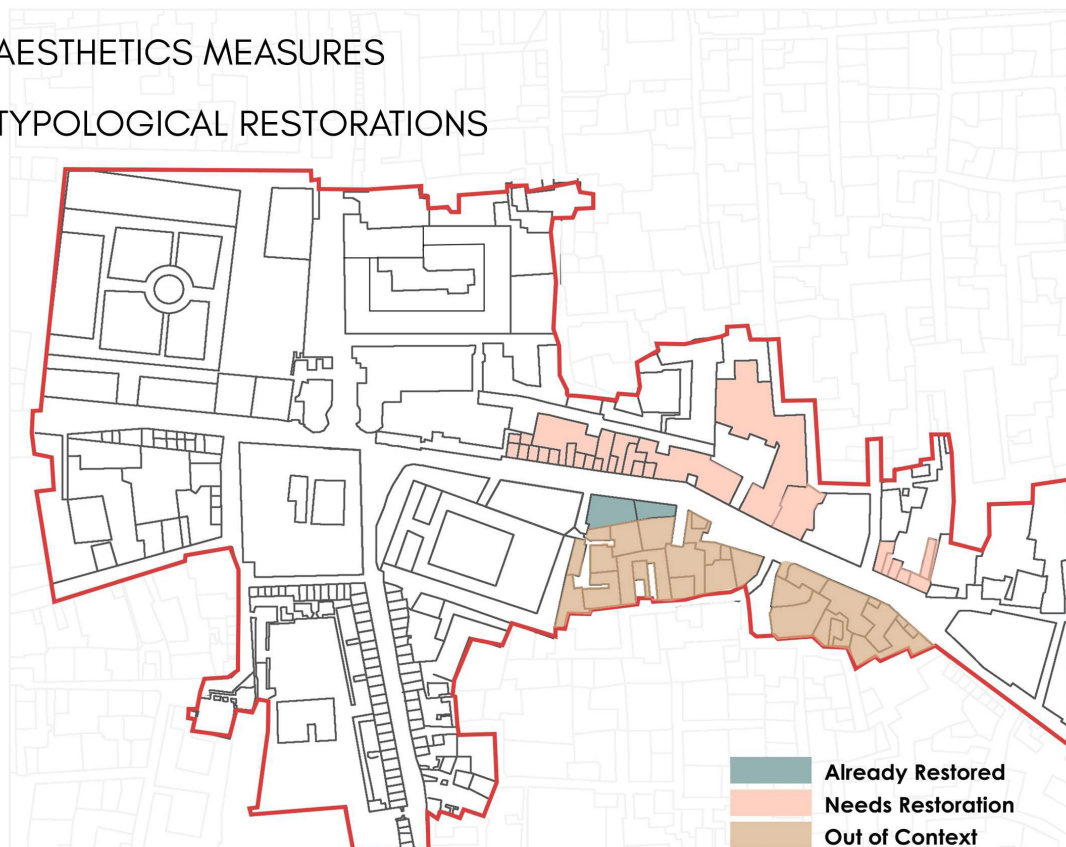 AESTHETICS MEASURES
TYPOLOGICAL RESTORATIONS
Already Restored
Needs Restoration
Out of Context